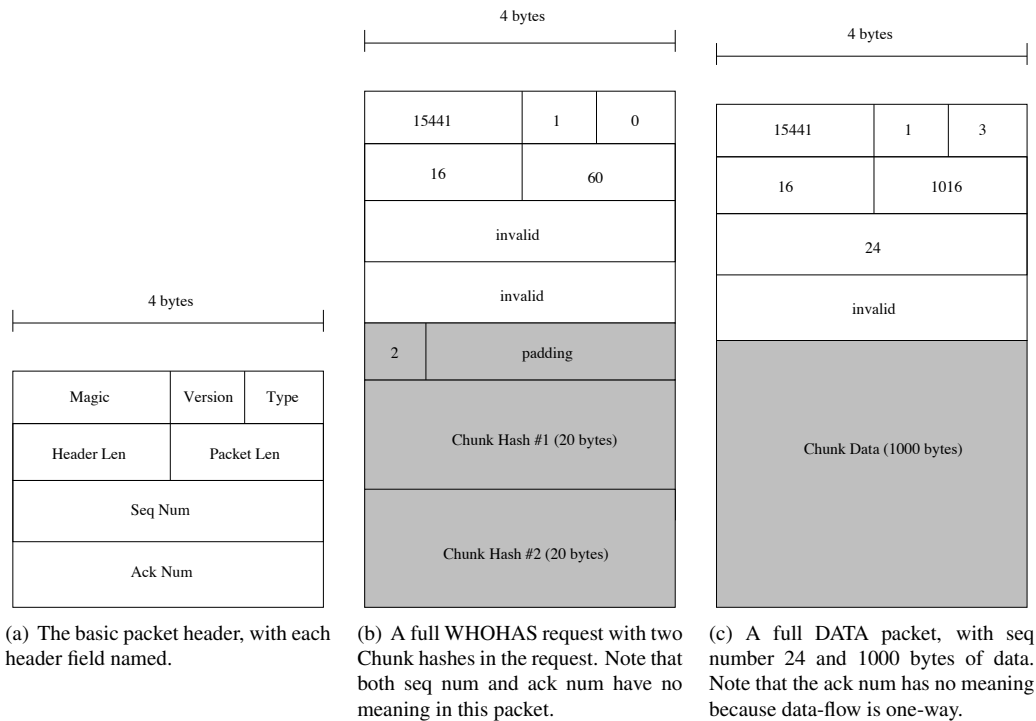 4 bytes
Magic Version Type
Header Len Packet Len
Seq Num
Ack Num
(a) The basic packet header, with each
header field named.
4 bytes
15441 1 0
16 60
invalid
invalid
2 padding
Chunk Hash #1 (20 bytes)
Chunk Hash #2 (20 bytes)
(b) A full WHOHAS request with two
Chunk hashes in the request. Note that
both seq num and ack num have no
meaning in this packet.
4 bytes
15441 1 3
16 1016
24
invalid
Chunk Data (1000 bytes)
(c) A full DATA packet, with seq
number 24 and 1000 bytes of data.
Note that the ack num has no meaning
because data-flow is one-way.